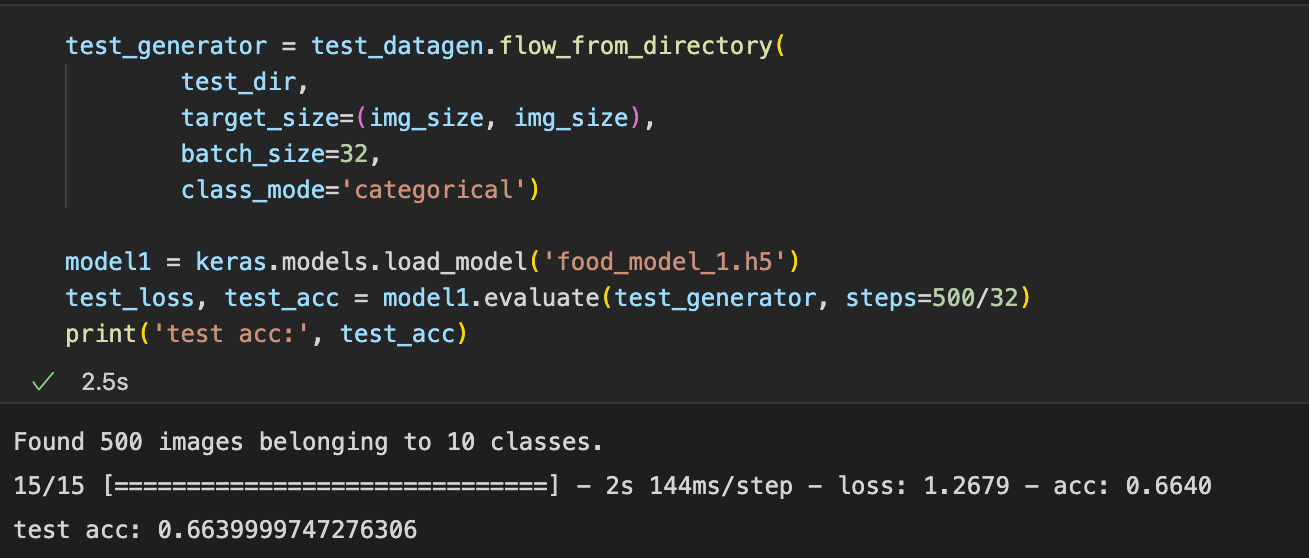 test_generator = test_datagen.flow_from_directory(
        test_dir,
        target_size=(img_size, img_size),
        batch_size=32,
        class_mode='categorical')
model1 = keras.models.load_model('food_model_1.h5')
test_loss, test_acc = model1.evaluate(test_generator, steps=500/32)
print('test acc:', test_acc)
✓ 2.5s
Found 500 images belonging to 10 classes.
15/15 [==============================] - 2s 144ms/step - loss: 1.2679 - acc: 0.6640
test acc: 0.6639999747276306